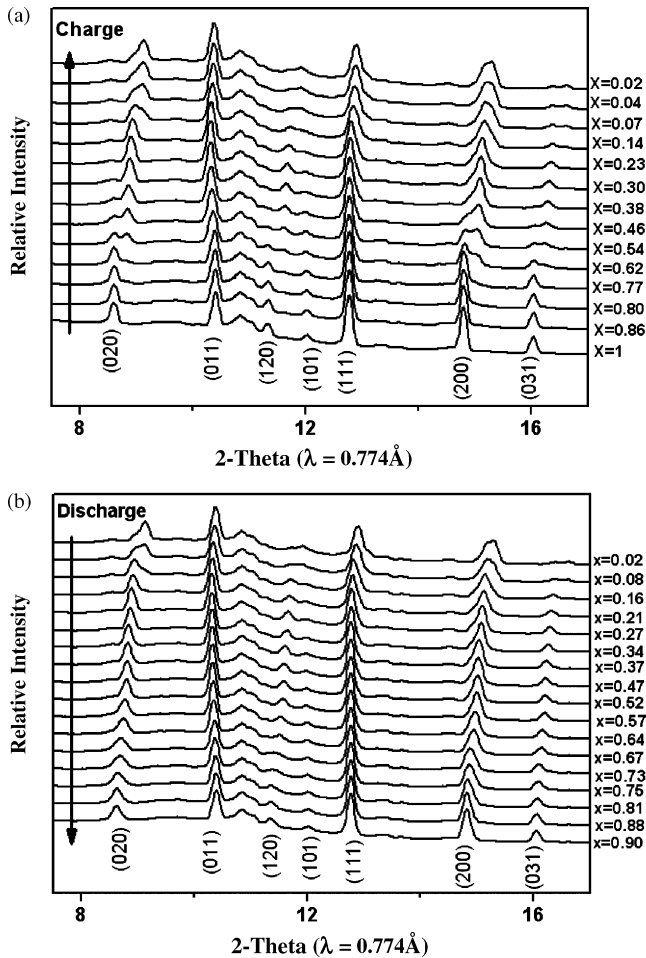 (a)
Charge
Relative Intensity
X=0.02
X=0.04
X=0.07
X=0.14
X=0.23
X=0.30
X=0.38
X=0.46
X=0.54
X=0.62
X=0.77
X=0.80
X=0.86
X=1
(020)
(011)
(120)
(101)
(111)
(200)
(031)
8
12
16
2-Theta (λ = 0.774Å)
(b)
Discharge
Relative Intensity
x=0.02
x=0.08
x=0.16
x=0.21
x=0.27
x=0.34
x=0.37
x=0.47
x=0.52
x=0.57
x=0.64
x=0.67
x=0.73
x=0.75
x=0.81
x=0.88
x=0.90
(020)
(011)
(120)
(101)
(111)
(200)
(031)
8
12
16
2-Theta (λ = 0.774Å)